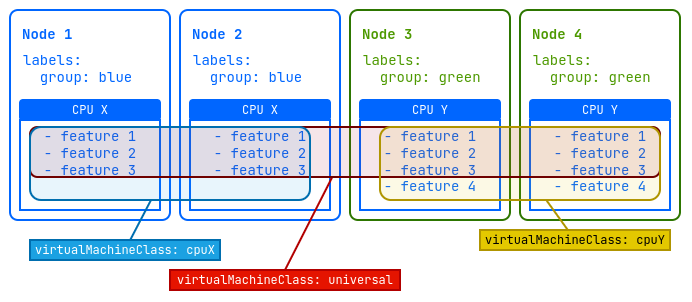 Node 1
labels:
group: blue
CPU X
- feature 1
- feature 2
- feature 3
Node 2
labels:
group: blue
CPU X
- feature 1
- feature 2
- feature 3
Node 3
labels:
group: green
CPU Y
- feature 1
- feature 2
- feature 3
- feature 4
Node 4
labels:
group: green
CPU Y
- feature 1
- feature 2
- feature 3
- feature 4
virtualMachineClass: cpuX
virtualMachineClass: universal
virtualMachineClass: cpuY